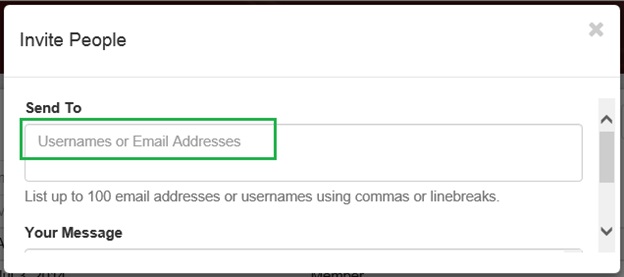 Invite People
Send To
Usernames or Email Addresses
List up to 100 email addresses or usernames using commas or linebreaks.
Your Message